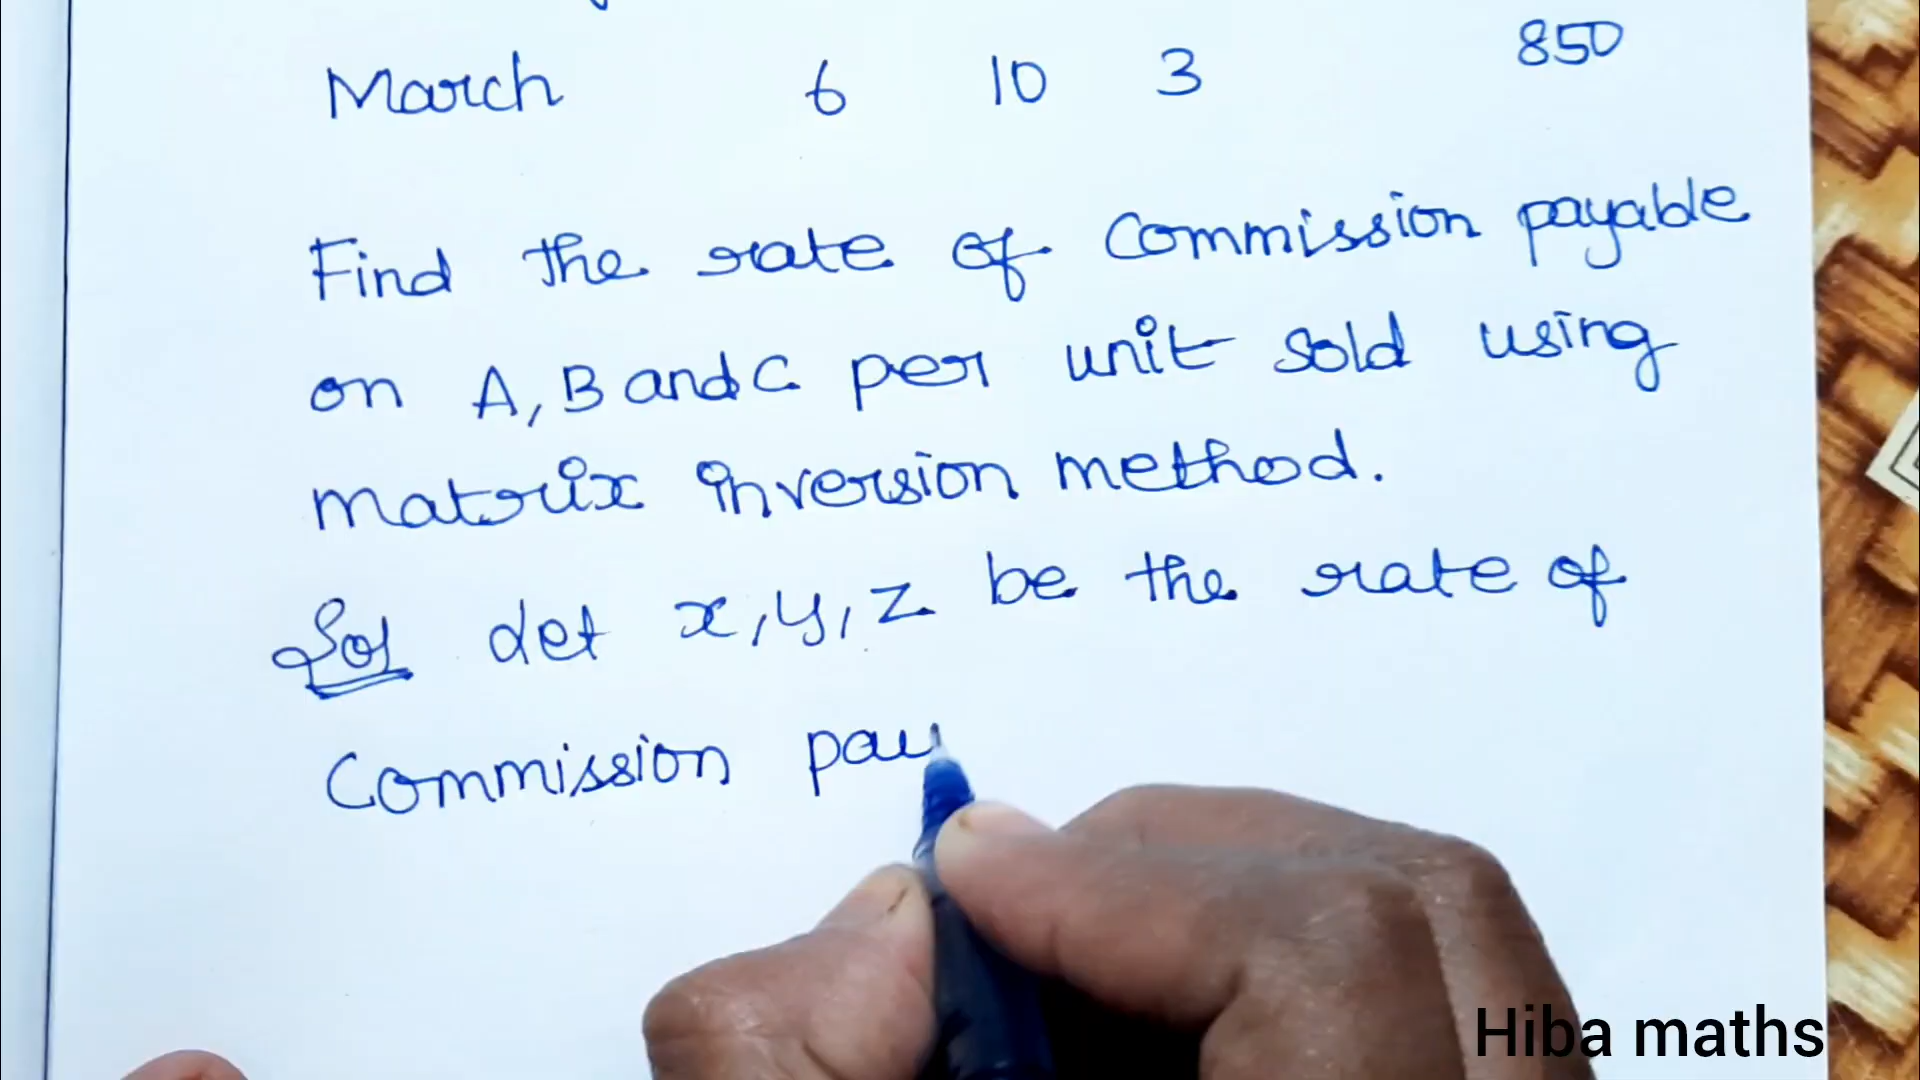 March 6 10 3 850
Find the rate of Commission payable
on A, B and C per unit sold using
matrix inversion method.
Sol Let x, y, z be the rate of
Commission pay
Hiba maths